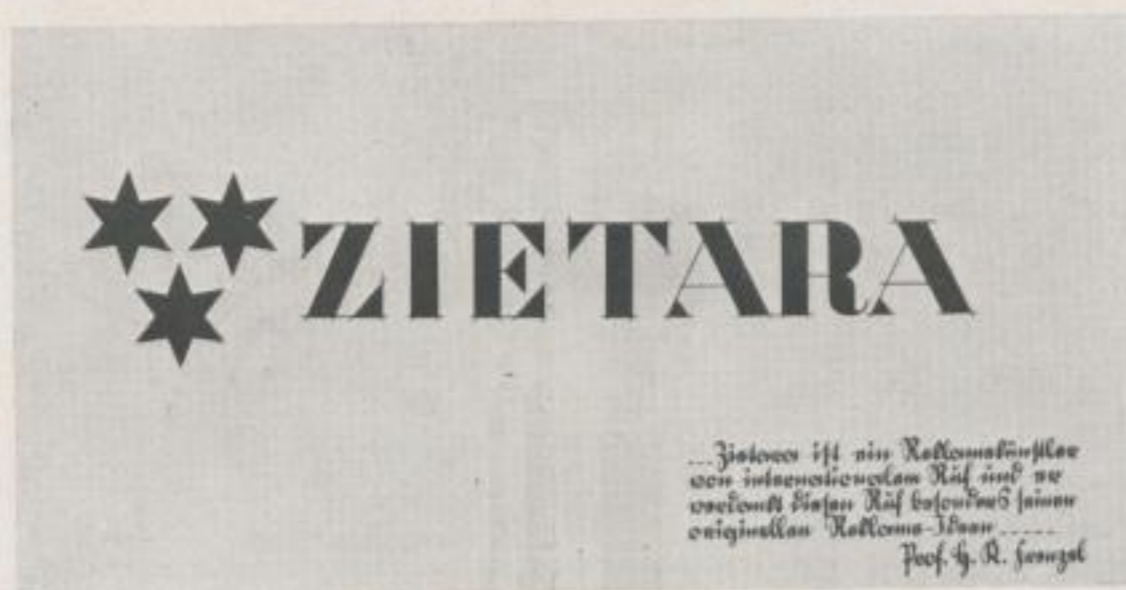 ZIETARA
... Zietara ist ein Reklamekünstler
von internationalem Ruf und er
verdankt diesen Ruf besonders seinen
originellen Reklame-Ideen ......
Prof. H. K. Frenzel